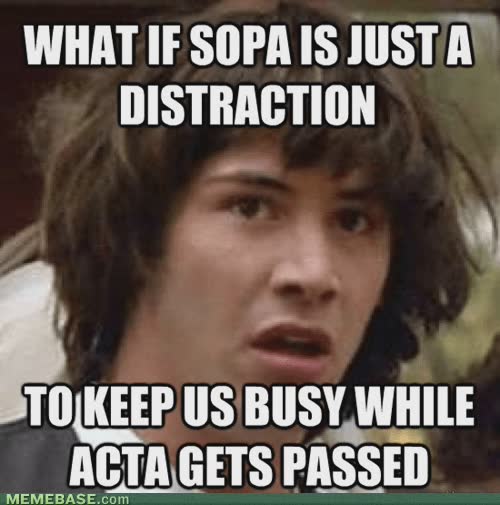 WHAT IF SOPA IS JUST A
DISTRACTION
TO KEEP US BUSY WHILE
ACTA GETS PASSED
MEMEBASE.com